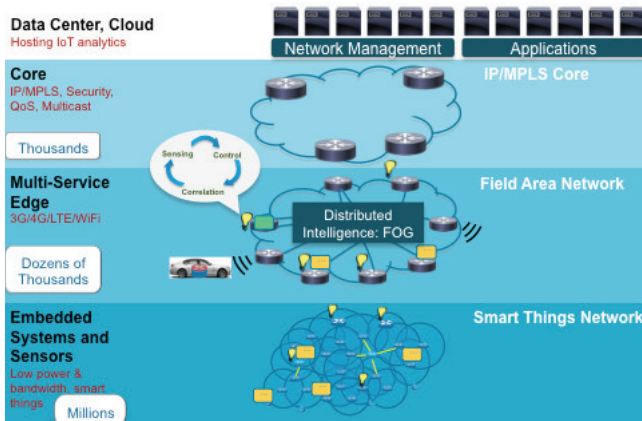 Data Center, Cloud
Hosting IoT analytics
Network Management
Applications
Core
IP/MPLS, Security,
QoS, Multicast
IP/MPLS Core
Thousands
Sensing
Control
Correlation
Multi-Service
Edge
3G/4G/LTE/WiFi
Field Area Network
Distributed
Intelligence: FOG
Dozens of
Thousands
Embedded
Systems and
Sensors
Low power &
bandwidth, smart
things
Smart Things Network
Millions